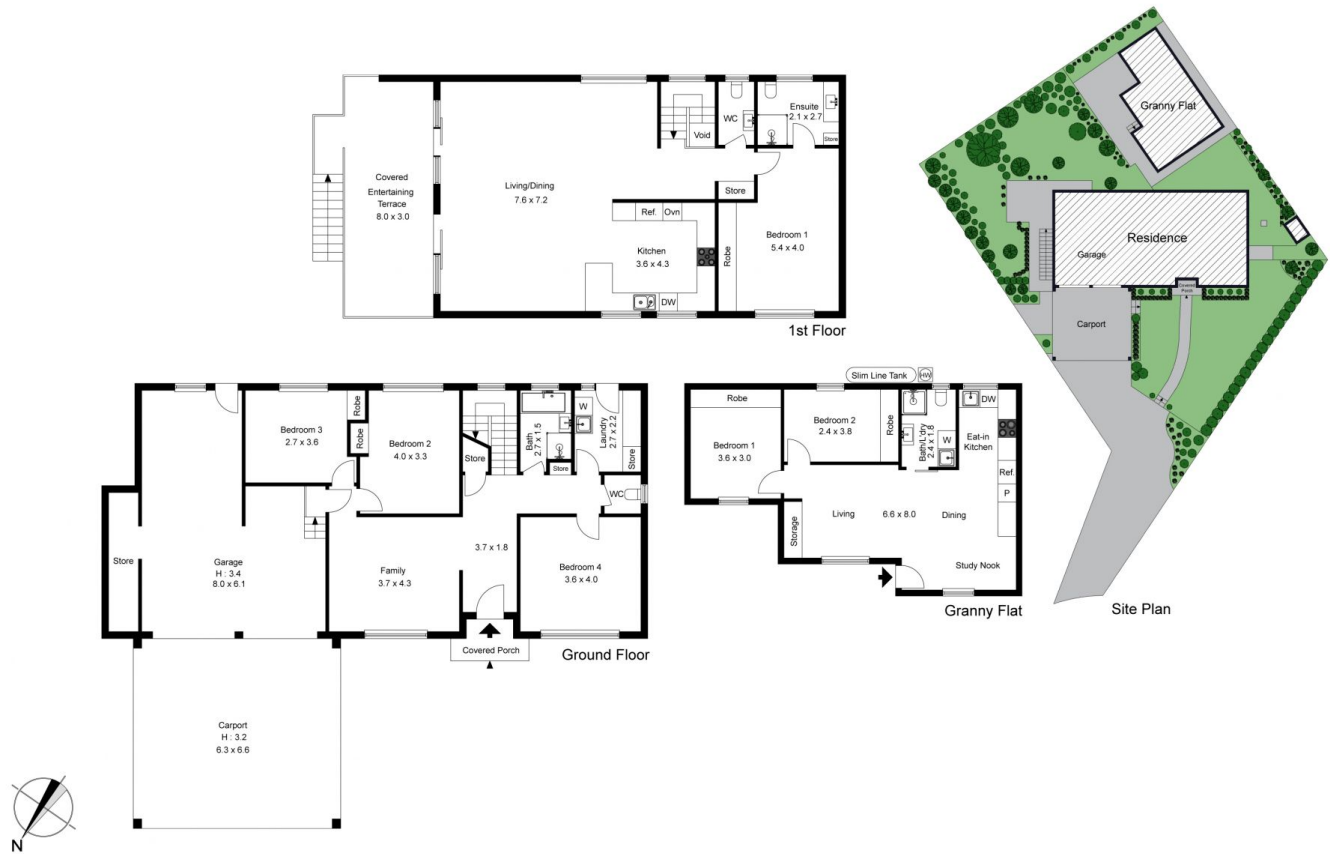 Covered
Entertaining
Terrace
8.0 x 3.0
Living/Dining
7.6 x 7.2
Void
WC
Ensuite
2.1 x 2.7
Store
Store
Ref.
Ovn
Kitchen
3.6 x 4.3
DW
Robe
Bedroom 1
5.4 x 4.0
1st Floor
Granny Flat
Residence
Garage
Covered
Porch
Carport
Site Plan
Bedroom 3
2.7 x 3.6
Robe
Robe
Bedroom 2
4.0 x 3.3
Store
Bath
2.7 x 1.5
Store
W
Laundry
2.7 x 2.2
Store
WC
Store
Garage
H : 3.4
8.0 x 6.1
Family
3.7 x 4.3
3.7 x 1.8
Bedroom 4
3.6 x 4.0
Covered Porch
Ground Floor
Carport
H : 3.2
6.3 x 6.6
Slim Line Tank
HW
Robe
Bedroom 1
3.6 x 3.0
Bedroom 2
2.4 x 3.8
Robe
Bath/L'dry
2.4 x 1.8
W
DW
Eat-in
Kitchen
Ref.
P
Storage
Living
6.6 x 8.0
Dining
Study Nook
Granny Flat
N